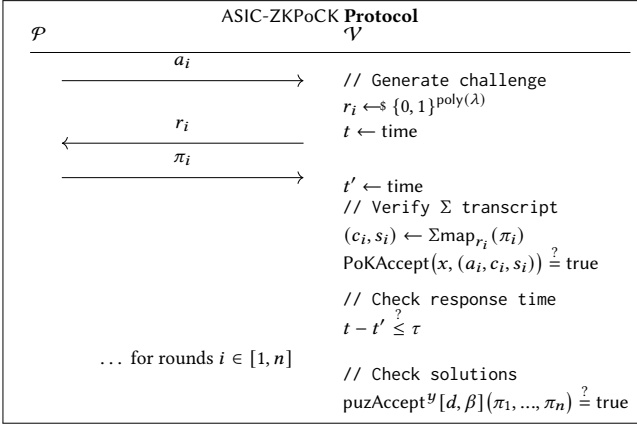 ASIC-ZKPoCK Protocol
𝒫 𝒱
aᵢ
// Generate challenge
rᵢ ←$ {0, 1}^poly(λ)
rᵢ
t ← time
πᵢ
t′ ← time
// Verify Σ transcript
(cᵢ, sᵢ) ← Σmap_rᵢ(πᵢ)
PoKAccept(x, (aᵢ, cᵢ, sᵢ)) ≟ true
// Check response time
t − t′ ≤? τ
... for rounds i ∈ [1, n]
// Check solutions
puzAccept^y[d, β](π₁, ..., πₙ) ≟ true